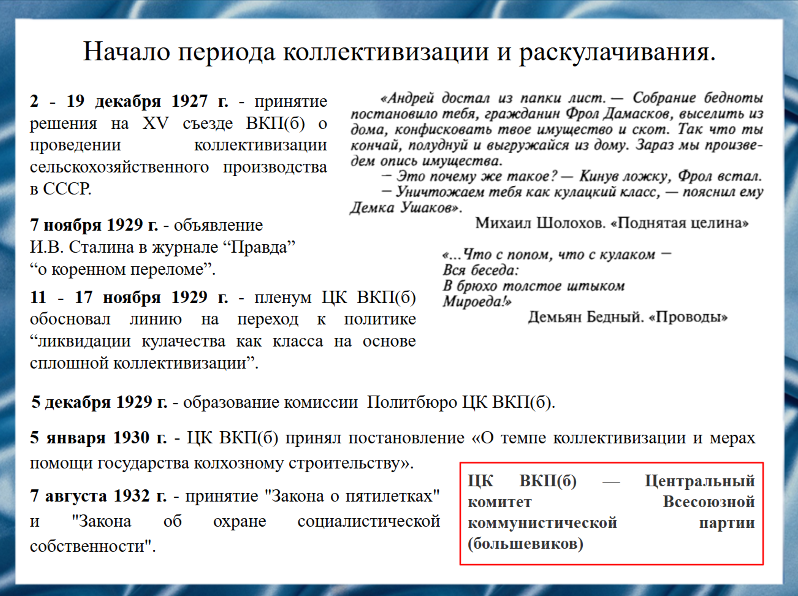 Начало периода коллективизации и раскулачивания.
2 - 19 декабря 1927 г. - принятие
решения на XV съезде ВКП(б) о
проведении коллективизации
сельскохозяйственного производства
в СССР.
7 ноября 1929 г. - объявление
И.В. Сталина в журнале “Правда”
“о коренном переломе”.
11 - 17 ноября 1929 г. - пленум ЦК ВКП(б)
обосновал линию на переход к политике
“ликвидации кулачества как класса на основе
сплошной коллективизации”.
«Андрей достал из папки лист. — Собрание бедноты
постановило тебя, гражданин Фрол Дамасков, выселить из
дома, конфисковать твое имущество и скот. Так что ты
кончай, полуднуй и выгружайся из дому. Зараз мы произве-
дем опись имущества.
— Это почему же такое? — Кинув ложку, Фрол встал.
— Уничтожаем тебя как кулацкий класс, — пояснил ему
Демка Ушаков».
Михаил Шолохов. «Поднятая целина»
«...Что с попом, что с кулаком —
Вся беседа:
В брюхо толстое штыком
Мироеда!»
Демьян Бедный. «Проводы»
5 декабря 1929 г. - образование комиссии Политбюро ЦК ВКП(б).
5 января 1930 г. - ЦК ВКП(б) принял постановление «О темпе коллективизации и мерах
помощи государства колхозному строительству».
7 августа 1932 г. - принятие "Закона о пятилетках"
и "Закона об охране социалистической
собственности".
ЦК ВКП(б) — Центральный
комитет Всесоюзной
коммунистической партии
(большевиков)